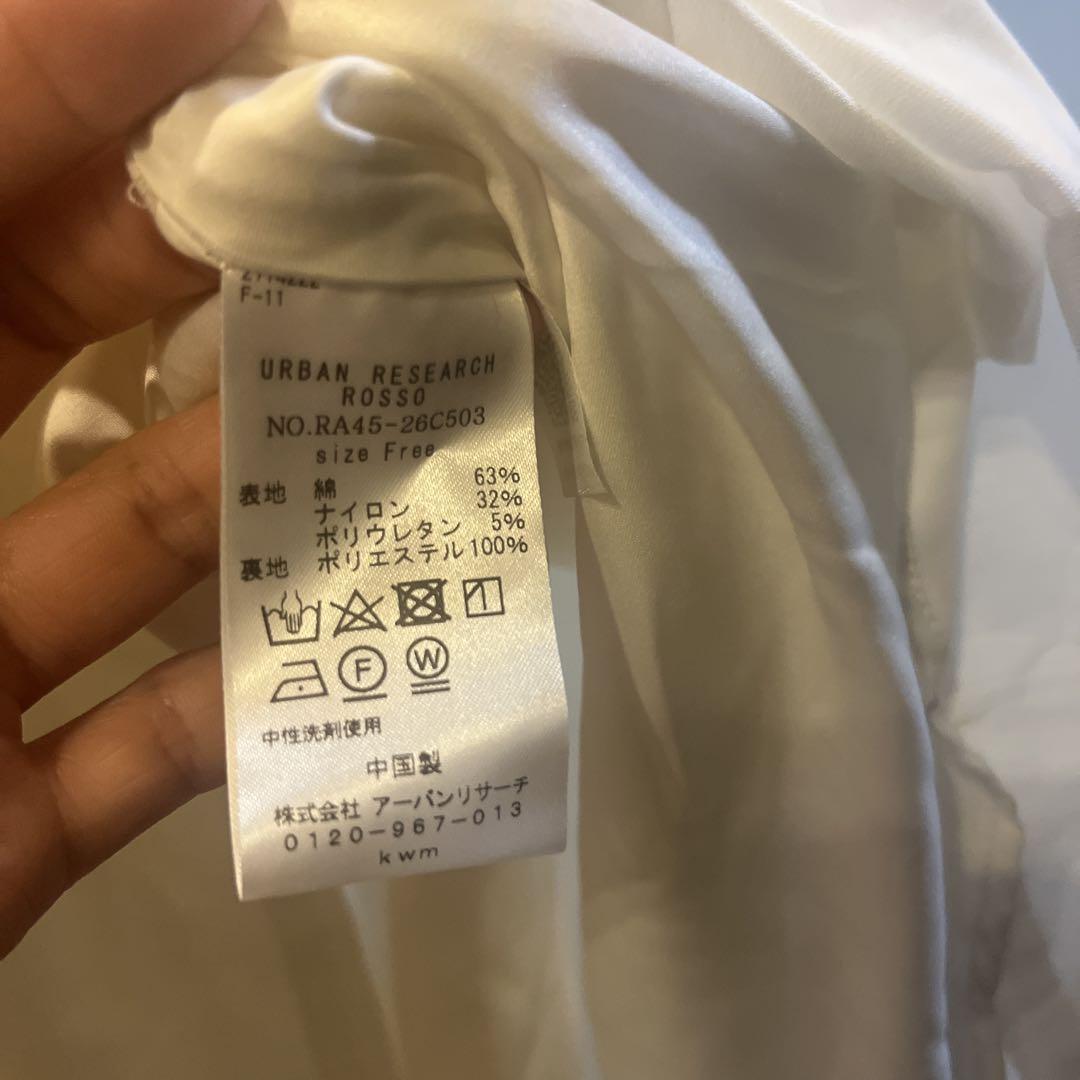 F-11
URBAN RESEARCH
ROSSO
NO.RA45-26C503
size Free
表地 綿 63%
ナイロン 32%
ポリウレタン 5%
裏地 ポリエステル 100%
F W
中性洗剤使用
中国製
株式会社 アーバンリサーチ
0120-967-013
kwm